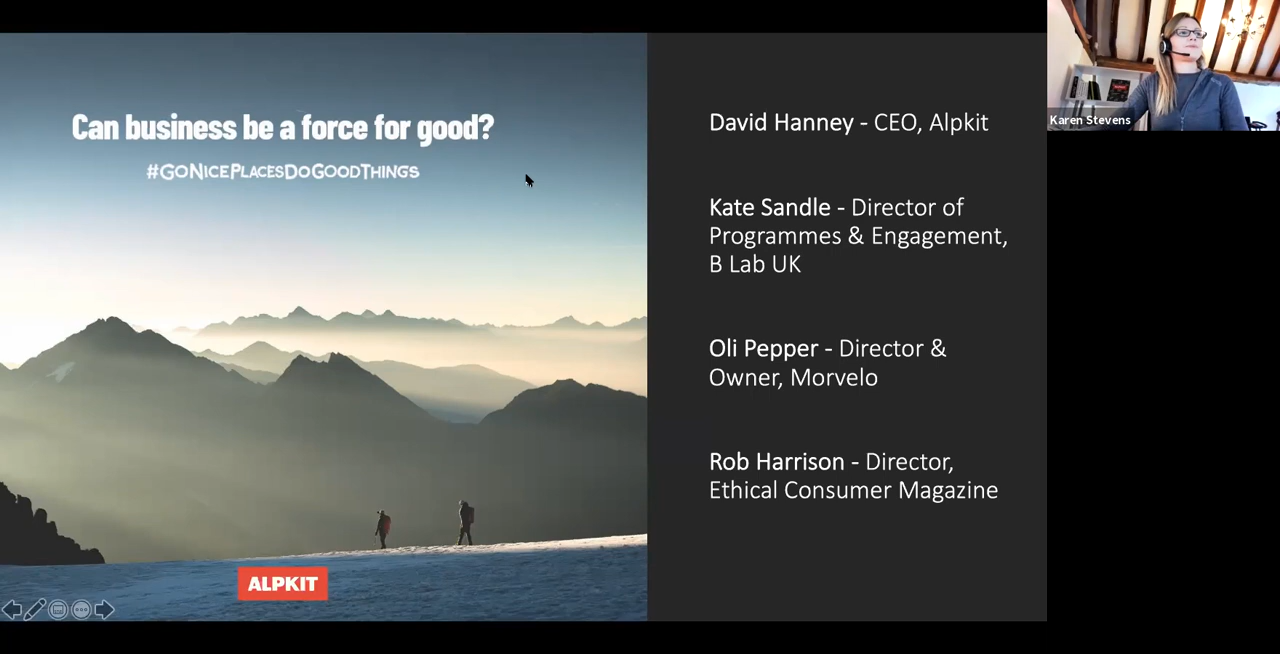 Can business be a force for good?
#GoNicePlacesDoGoodThings
ALPKIT
David Hanney - CEO, Alpkit
Kate Sandle - Director of
Programmes & Engagement,
B Lab UK
Oli Pepper - Director &
Owner, Morvelo
Rob Harrison - Director,
Ethical Consumer Magazine
Karen Stevens